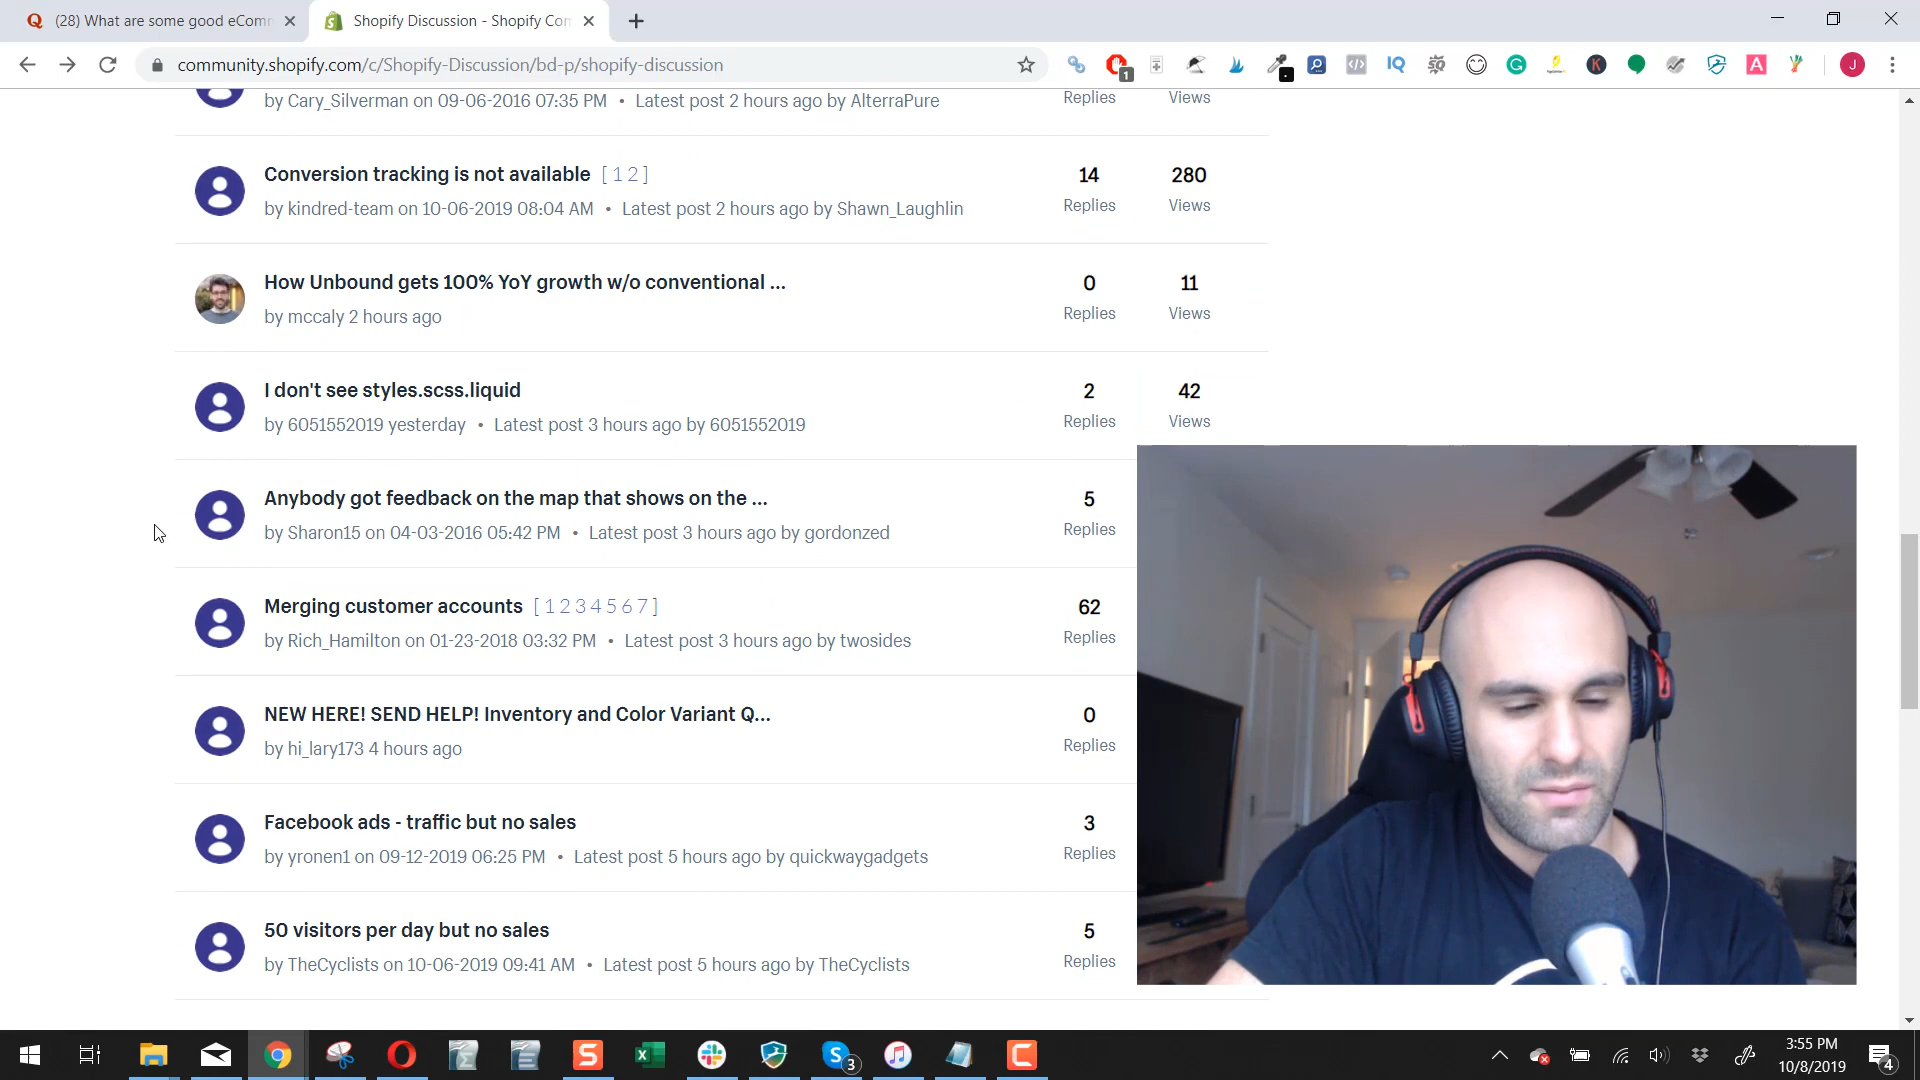 (28) What are some good eComm
Shopify Discussion - Shopify Con
community.shopify.com/c/Shopify-Discussion/bd-p/shopify-discussion
1
IQ
K
A
J
by Cary_Silverman on 09-06-2016 07:35 PM • Latest post 2 hours ago by AlterraPure
Replies
Views
Conversion tracking is not available [ 1 2 ]
14
280
by kindred-team on 10-06-2019 08:04 AM • Latest post 2 hours ago by Shawn_Laughlin
Replies
Views
How Unbound gets 100% YoY growth w/o conventional ...
0
11
by mccaly 2 hours ago
Replies
Views
I don't see styles.scss.liquid
2
42
by 6051552019 yesterday • Latest post 3 hours ago by 6051552019
Replies
Views
Anybody got feedback on the map that shows on the ...
5
by Sharon15 on 04-03-2016 05:42 PM • Latest post 3 hours ago by gordonzed
Replies
Merging customer accounts [ 1 2 3 4 5 6 7 ]
62
by Rich_Hamilton on 01-23-2018 03:32 PM • Latest post 3 hours ago by twosides
Replies
NEW HERE! SEND HELP! Inventory and Color Variant Q...
0
by hi_lary173 4 hours ago
Replies
Facebook ads - traffic but no sales
3
by yronen1 on 09-12-2019 06:25 PM • Latest post 5 hours ago by quickwaygadgets
Replies
50 visitors per day but no sales
5
by TheCyclists on 10-06-2019 09:41 AM • Latest post 5 hours ago by TheCyclists
Replies
3
3:55 PM
10/8/2019
4